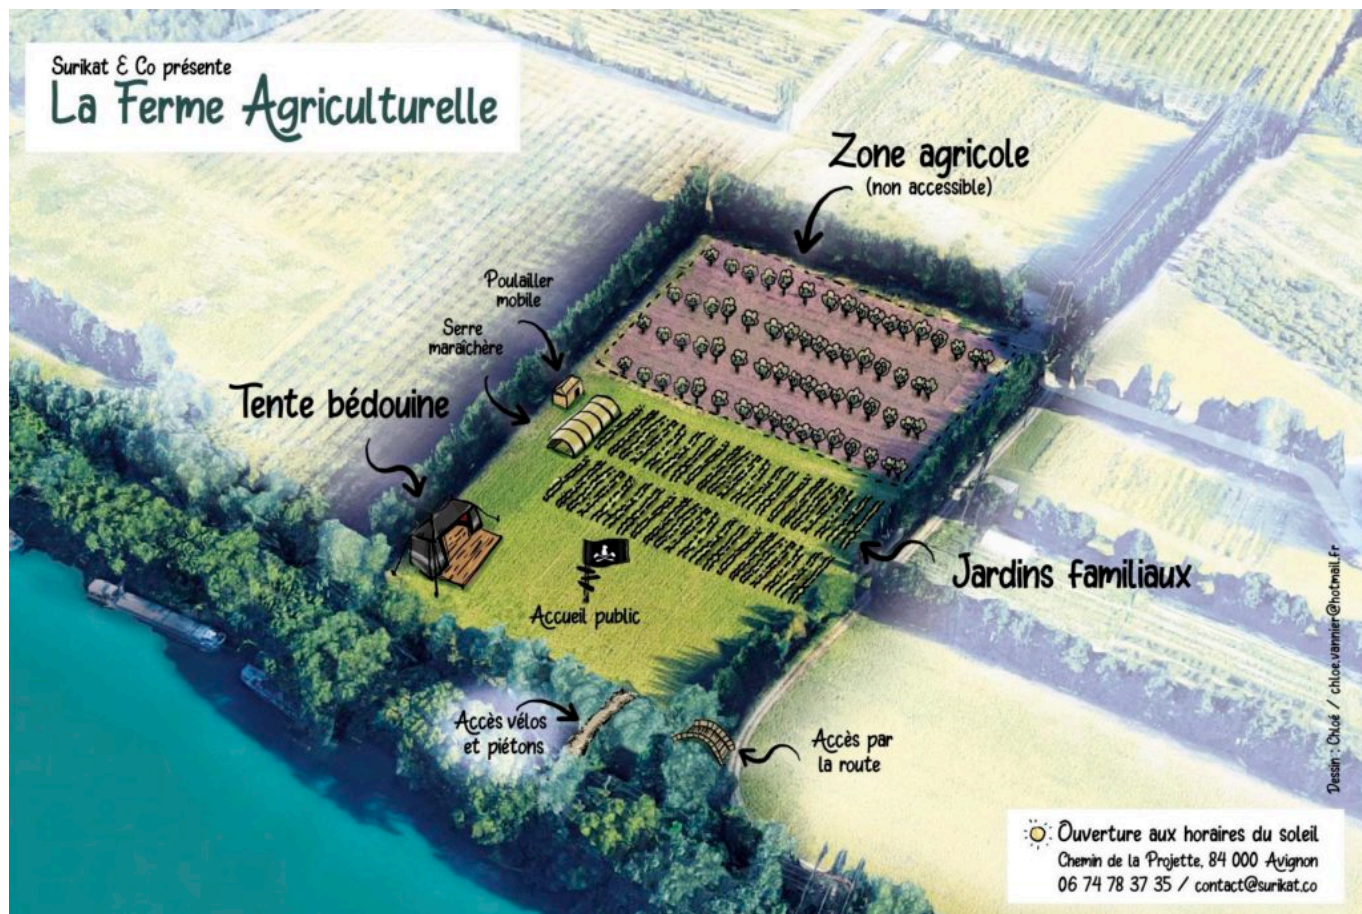 Surikat & Co présente
La Ferme Agriculturelle
Zone agricole
(non accessible)
Poulailler
mobile
Serre
maraîchère
Tente bédouine
Jardins familiaux
Accueil public
Accès vélos
et piétons
Accès par
la route
Dessin : Chloé / chloe.vannier@hotmail.fr
Ouverture aux horaires du soleil
Chemin de la Projette, 84 000 Avignon
06 74 78 37 35 / contact@surikat.co